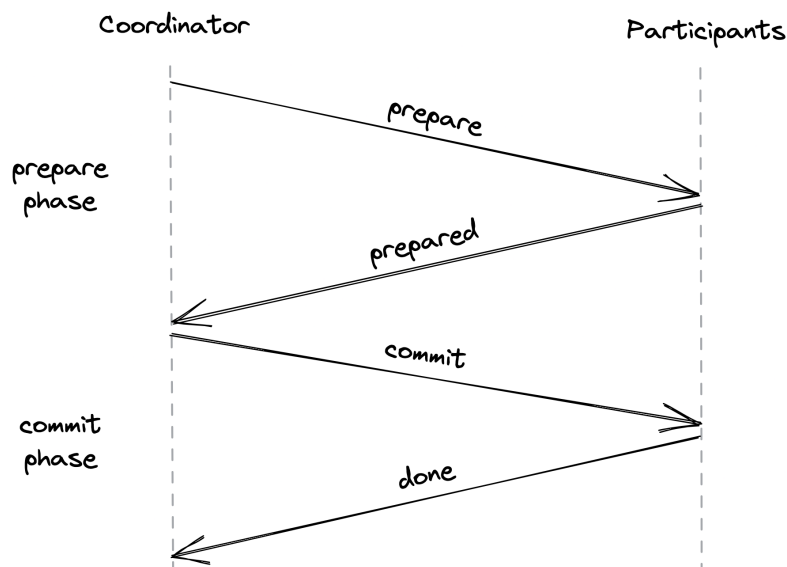 Coordinator
Participants
prepare
prepare
phase
prepared
commit
commit
phase
done